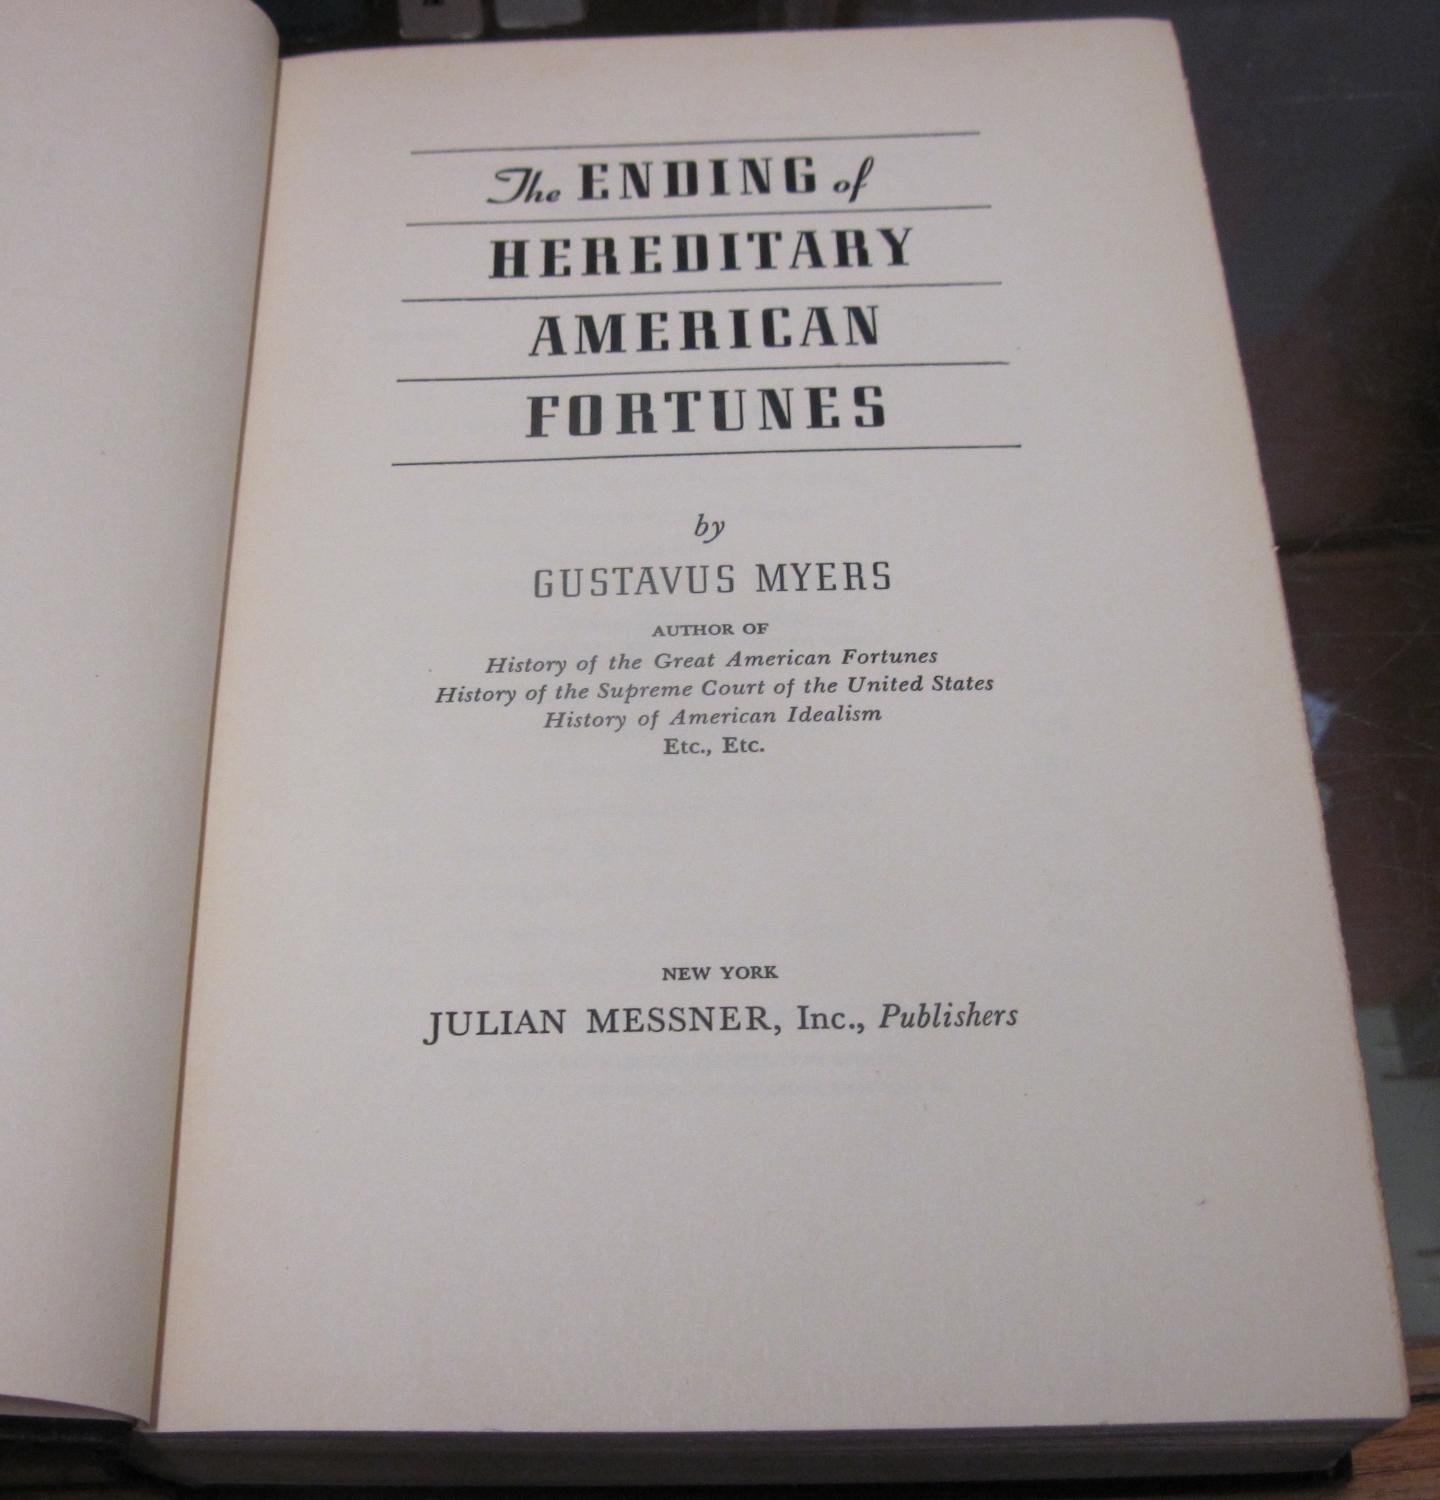 The ENDING of
HEREDITARY
AMERICAN
FORTUNES
by
GUSTAVUS MYERS
AUTHOR OF
History of the Great American Fortunes
History of the Supreme Court of the United States
History of American Idealism
Etc., Etc.
NEW YORK
JULIAN MESSNER, Inc., Publishers